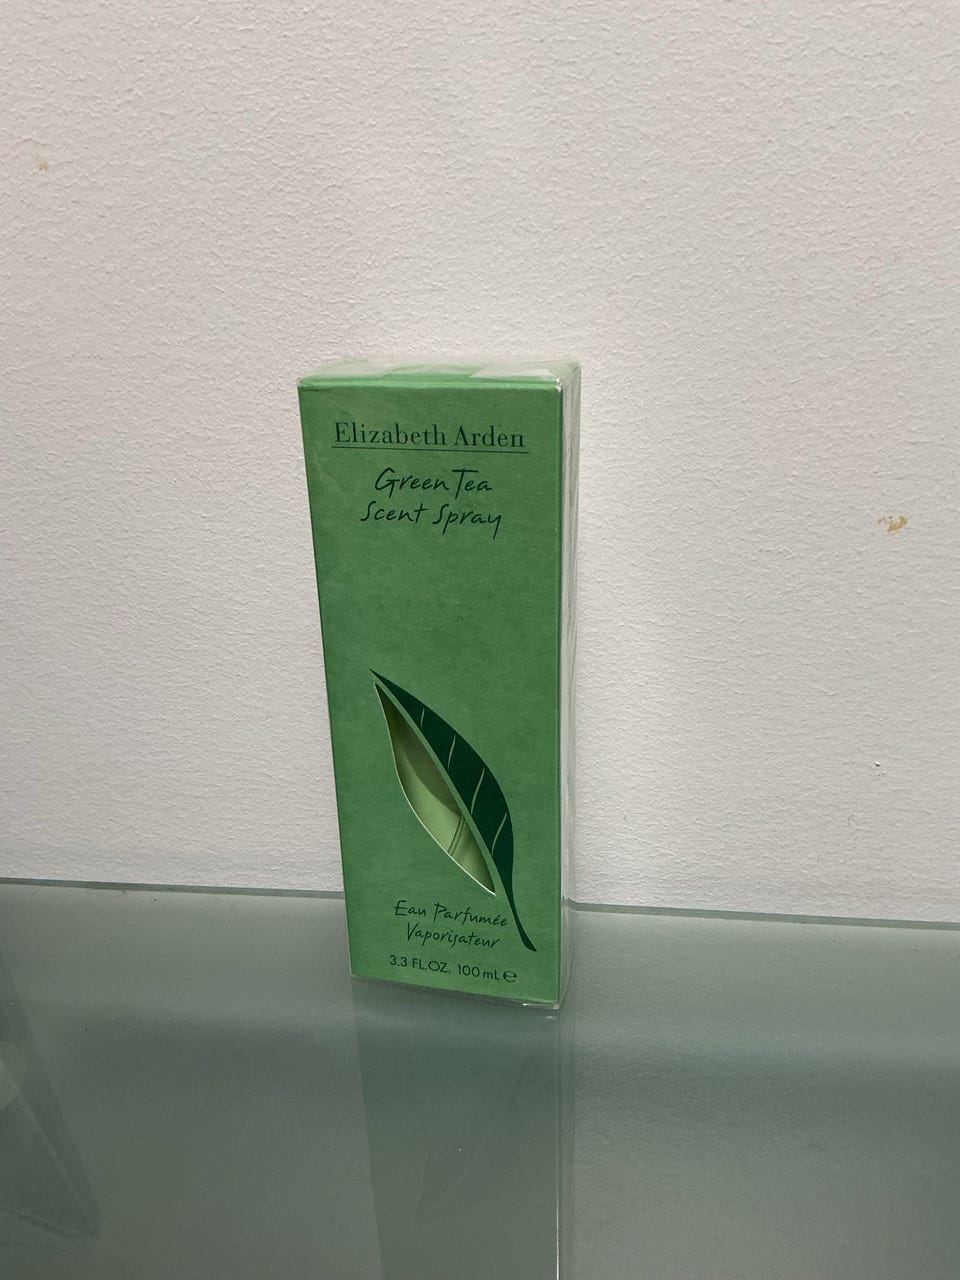 Elizabeth Arden
Green Tea
Scent Spray
Eau Parfumée
Vaporisateur
3.3 FL.OZ. 100 mL ℮